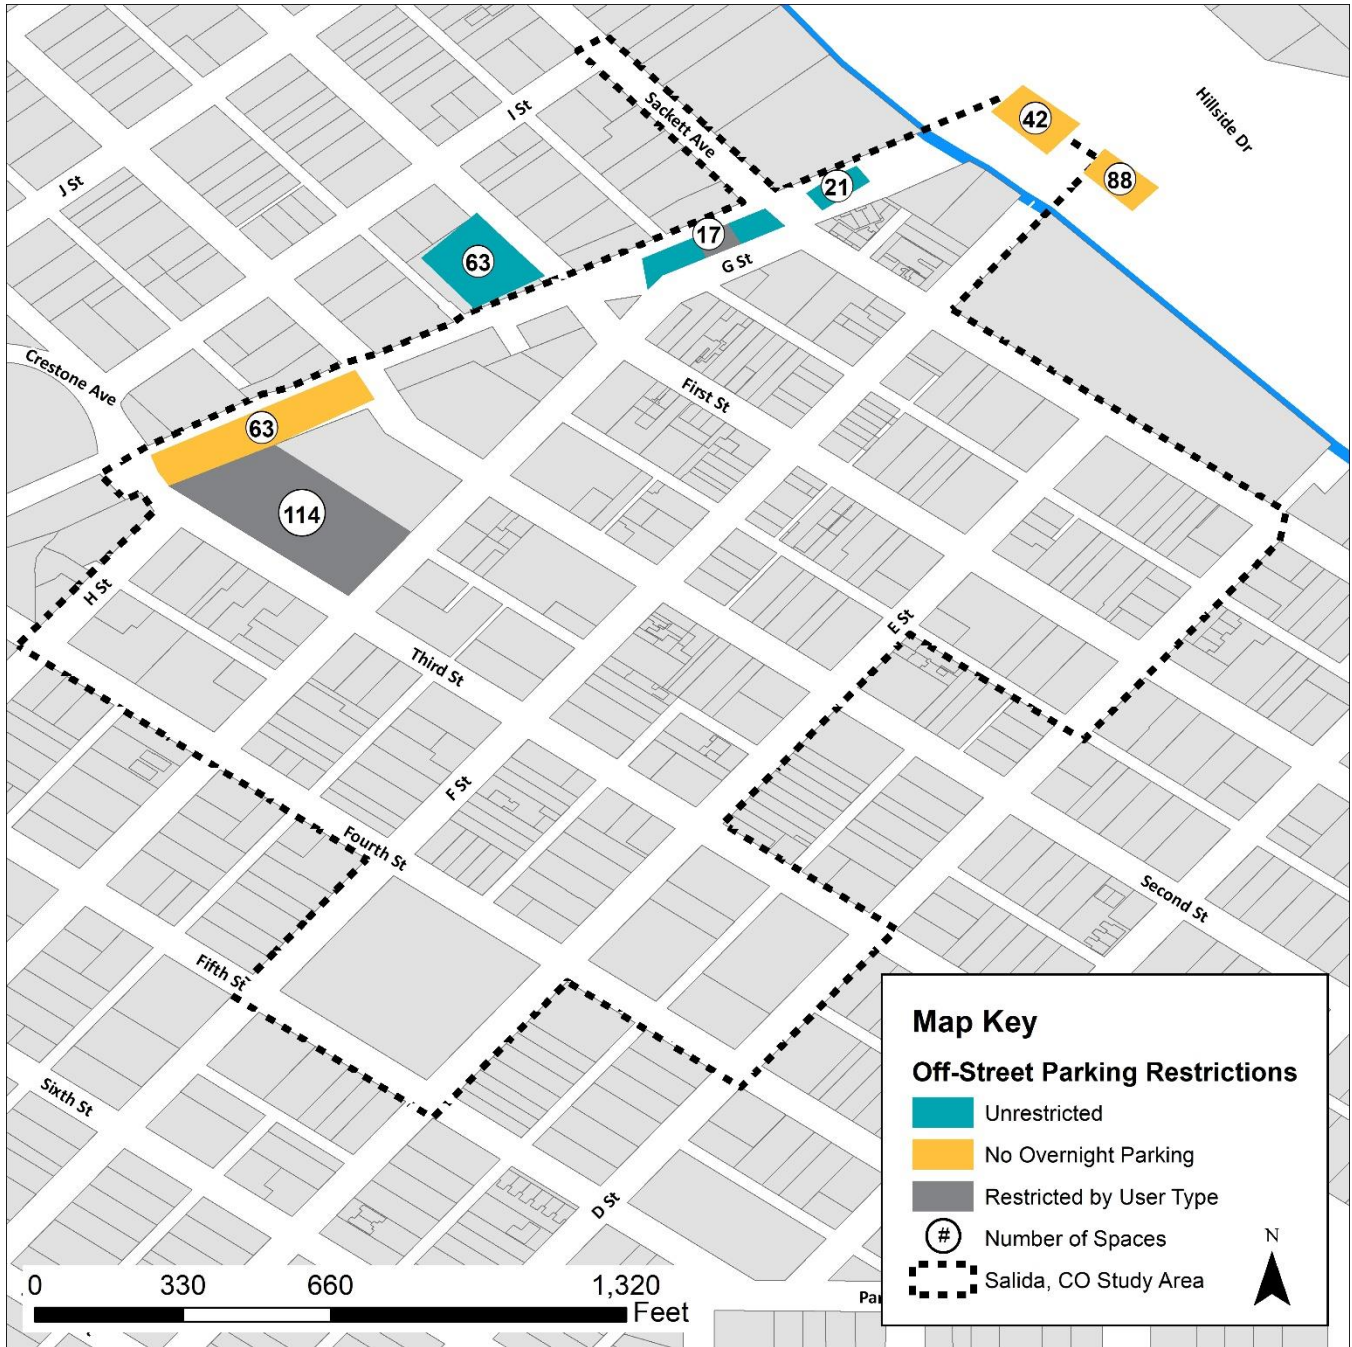 Hillside Dr
42
88
Sackett Ave
I St
J St
21
17
63
G St
Crestone Ave
First St
63
114
H St
E St
Third St
F St
Fourth St
Second St
Fifth St
Sixth St
D St
Map Key
Off-Street Parking Restrictions
Unrestricted
No Overnight Parking
Restricted by User Type
# Number of Spaces
Salida, CO Study Area
N
0 330 660 1,320
Feet